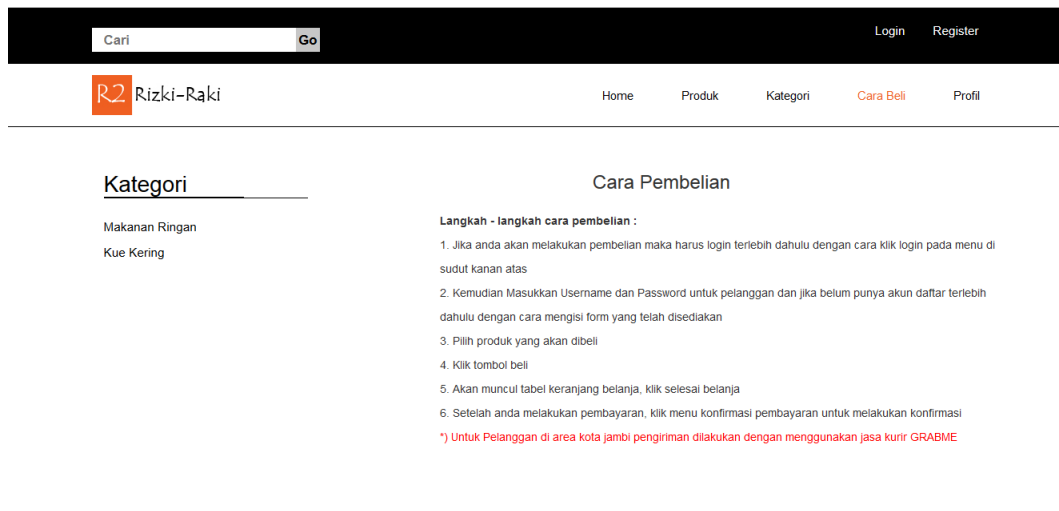 Cari Go Login Register
R2 Rizki-Raki Home Produk Kategori Cara Beli Profil
Kategori
Makanan Ringan
Kue Kering
Cara Pembelian
Langkah - langkah cara pembelian :
1. Jika anda akan melakukan pembelian maka harus login terlebih dahulu dengan cara klik login pada menu di
sudut kanan atas
2. Kemudian Masukkan Username dan Password untuk pelanggan dan jika belum punya akun daftar terlebih
dahulu dengan cara mengisi form yang telah disediakan
3. Pilih produk yang akan dibeli
4. Klik tombol beli
5. Akan muncul tabel keranjang belanja, klik selesai belanja
6. Setelah anda melakukan pembayaran, klik menu konfirmasi pembayaran untuk melakukan konfirmasi
*) Untuk Pelanggan di area kota jambi pengiriman dilakukan dengan menggunakan jasa kurir GRABME